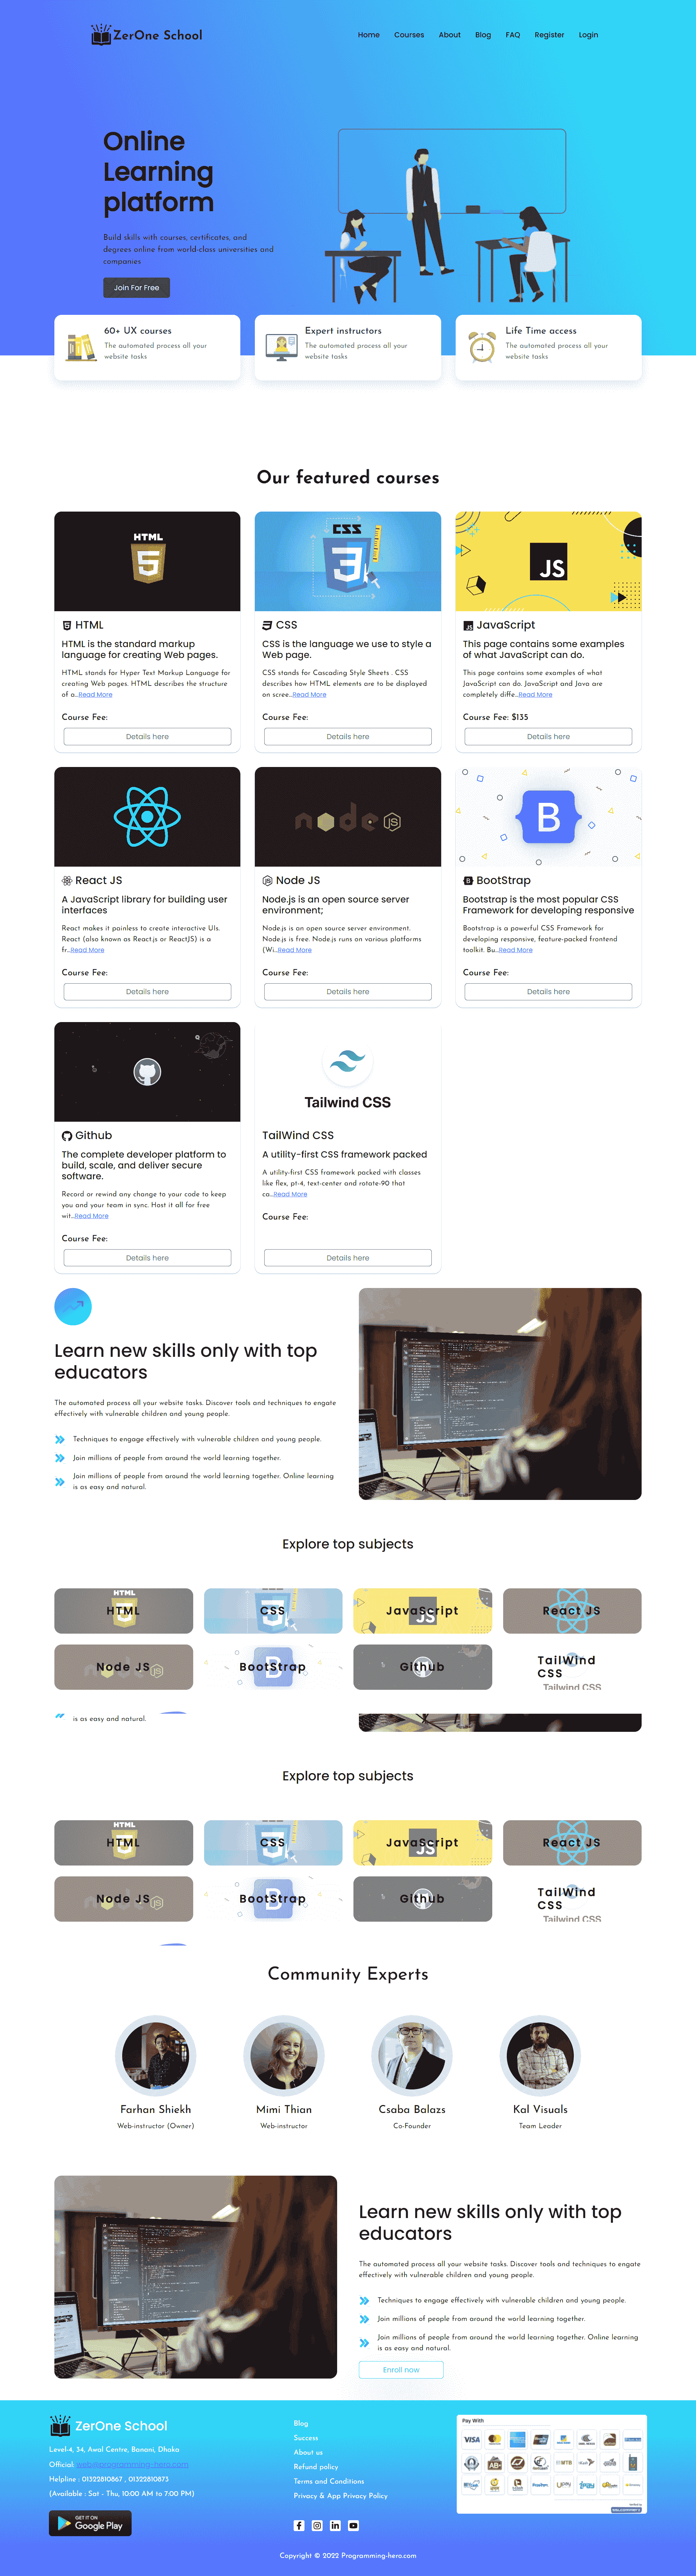 ZerOne School
Home Courses About Blog FAQ Register Login
Online
Learning
platform
Build skills with courses, certificates, and
degrees online from world-class universities and
companies
Join For Free
60+ UX courses
The automated process all your
website tasks
Expert instructors
The automated process all your
website tasks
Life Time access
The automated process all your
website tasks
Our featured courses
HTML
5
HTML
HTML is the standard markup
language for creating Web pages.
HTML stands for Hyper Text Markup Language for
creating Web pages. HTML describes the structure
of a...Read More
Course Fee:
Details here
CSS
3
CSS
CSS is the language we use to style a
Web page.
CSS stands for Cascading Style Sheets . CSS
describes how HTML elements are to be displayed
on scree...Read More
Course Fee:
Details here
JS
JavaScript
This page contains some examples
of what JavaScript can do.
This page contains some examples of what
JavaScript can do. JavaScript and Java are
completely diffe...Read More
Course Fee: $135
Details here
React JS
A JavaScript library for building user
interfaces
React makes it painless to create interactive UIs.
React (also known as React.js or ReactJS) is a
fr...Read More
Course Fee:
Details here
node JS
Node JS
Node.js is an open source server
environment;
Node.js is an open source server environment.
Node.js is free. Node.js runs on various platforms
(Wi...Read More
Course Fee:
Details here
B
BootStrap
Bootstrap is the most popular CSS
Framework for developing responsive
Bootstrap is a powerful CSS Framework for
developing responsive, feature-packed frontend
toolkit. Bu...Read More
Course Fee:
Details here
Github
The complete developer platform to
build, scale, and deliver secure
software.
Record or rewind any change to your code to keep
you and your team in sync. Host it all for free
wit...Read More
Course Fee:
Details here
Tailwind CSS
TailWind CSS
A utility-first CSS framework packed
A utility-first CSS framework packed with classes
like flex, pt-4, text-center and rotate-90 that
ca...Read More
Course Fee:
Details here
Learn new skills only with top
educators
The automated process all your website tasks. Discover tools and techniques to engate
effectively with vulnerable children and young people.
Techniques to engage effectively with vulnerable children and young people.
Join millions of people from around the world learning together.
Join millions of people from around the world learning together. Online learning
is as easy and natural.
Explore top subjects
HTML
CSS
JavaScript
React JS
Node JS
BootStrap
Github
TailWind
CSS
Tailwind CSS
is as easy and natural.
Explore top subjects
HTML
CSS
JavaScript
React JS
Node JS
BootStrap
Github
TailWind
CSS
Tailwind CSS
Community Experts
Farhan Shiekh
Web-instructor (Owner)
Mimi Thian
Web-instructor
Csaba Balazs
Co-Founder
Kal Visuals
Team Leader
Learn new skills only with top
educators
The automated process all your website tasks. Discover tools and techniques to engate
effectively with vulnerable children and young people.
Techniques to engage effectively with vulnerable children and young people.
Join millions of people from around the world learning together.
Join millions of people from around the world learning together. Online learning
is as easy and natural.
Enroll now
ZerOne School
Level-4, 34, Awal Centre, Banani, Dhaka
Official: web@programming-hero.com
Helpline : 01322810867 , 01322810873
(Available : Sat - Thu, 10:00 AM to 7:00 PM)
GET IT ON
Google Play
Blog
Success
About us
Refund policy
Terms and Conditions
Privacy & App Privacy Policy
Pay With
VISA
Copyright © 2022 Programming-hero.com